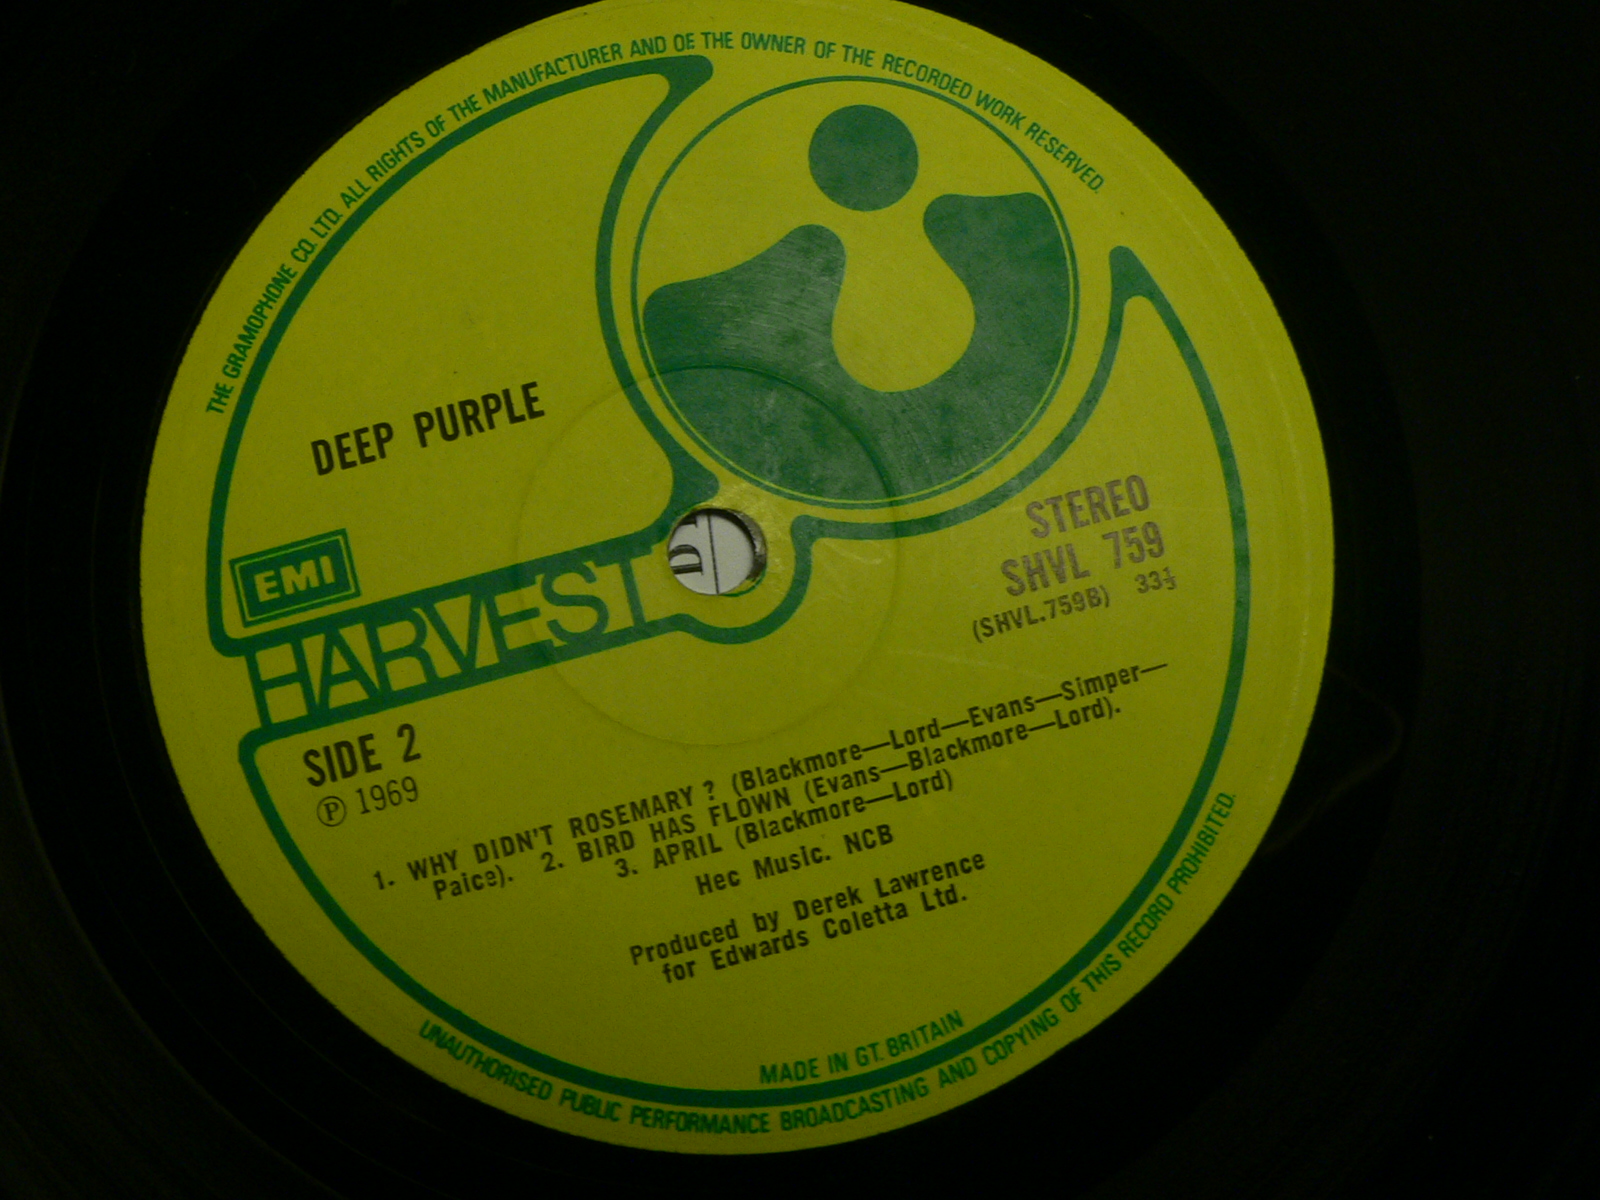 THE GRAMOPHONE CO. LTD. ALL RIGHTS OF THE MANUFACTURER AND OF THE OWNER OF THE RECORDED WORK RESERVED.
DEEP PURPLE
EMI
HARVEST
STEREO
SHVL 759
(SHVL.759B) 33⅓
SIDE 2
Ⓟ 1969
1. WHY DIDN'T ROSEMARY ? (Blackmore—Lord—Evans—Simper—
Paice). 2. BIRD HAS FLOWN (Evans—Blackmore—Lord).
3. APRIL (Blackmore—Lord)
Hec Music. NCB
Produced by Derek Lawrence
for Edwards Coletta Ltd.
MADE IN GT. BRITAIN
UNAUTHORISED PUBLIC PERFORMANCE BROADCASTING AND COPYING OF THIS RECORD PROHIBITED.